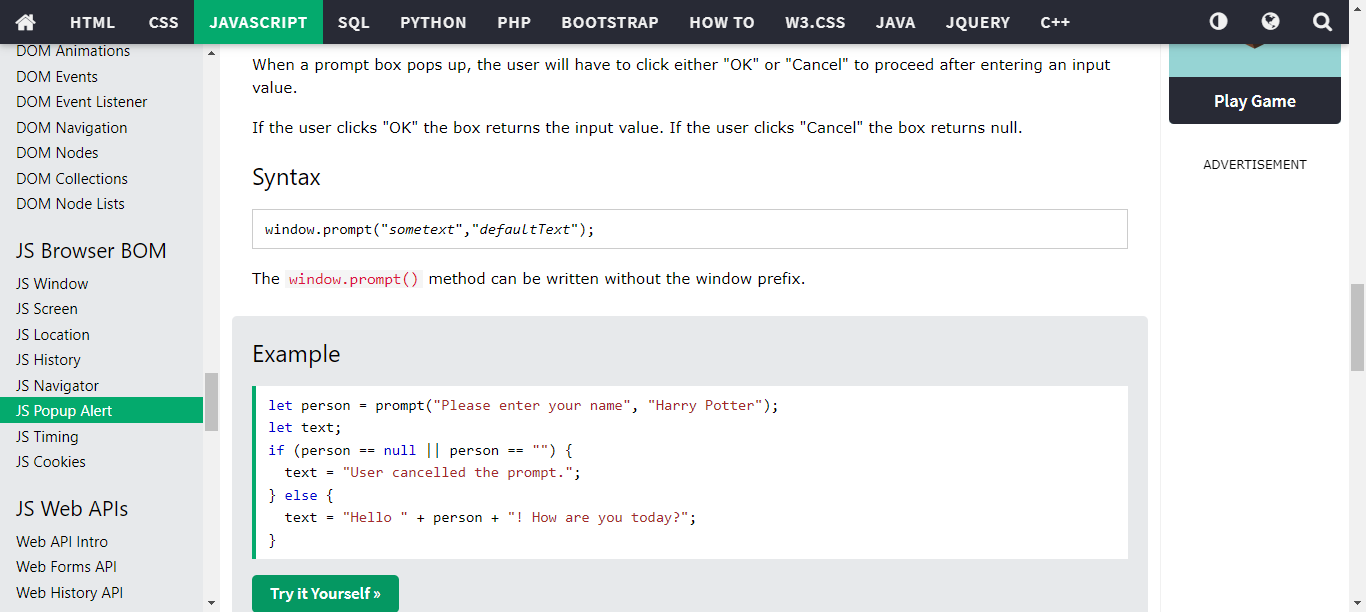 HTML CSS JAVASCRIPT SQL PYTHON PHP BOOTSTRAP HOW TO W3.CSS JAVA JQUERY C++
DOM Animations
DOM Events
DOM Event Listener
DOM Navigation
DOM Nodes
DOM Collections
DOM Node Lists
JS Browser BOM
JS Window
JS Screen
JS Location
JS History
JS Navigator
JS Popup Alert
JS Timing
JS Cookies
JS Web APIs
Web API Intro
Web Forms API
Web History API
When a prompt box pops up, the user will have to click either "OK" or "Cancel" to proceed after entering an input
value.
If the user clicks "OK" the box returns the input value. If the user clicks "Cancel" the box returns null.
Syntax
window.prompt("sometext","defaultText");
The window.prompt() method can be written without the window prefix.
Example
let person = prompt("Please enter your name", "Harry Potter");
let text;
if (person == null || person == "") {
  text = "User cancelled the prompt.";
} else {
  text = "Hello " + person + "! How are you today?";
}
Try it Yourself »
Play Game
ADVERTISEMENT